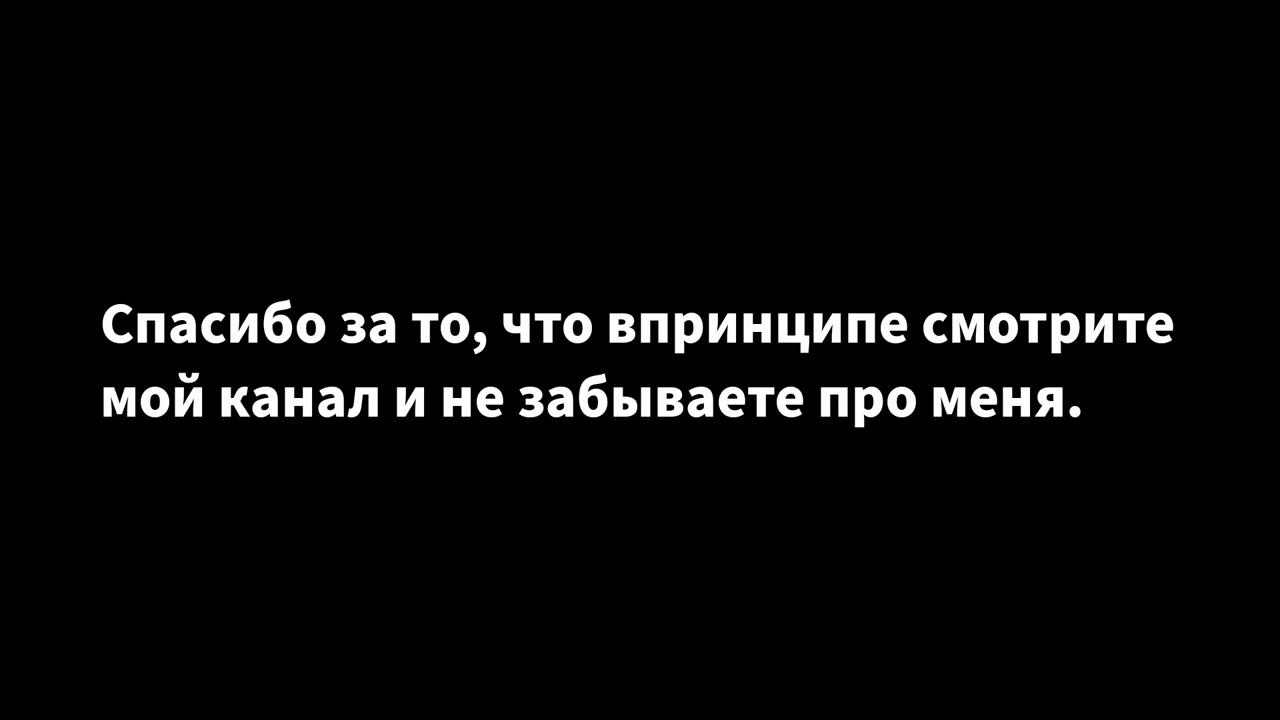 Спасибо за то, что впринципе смотрите
мой канал и не забываете про меня.